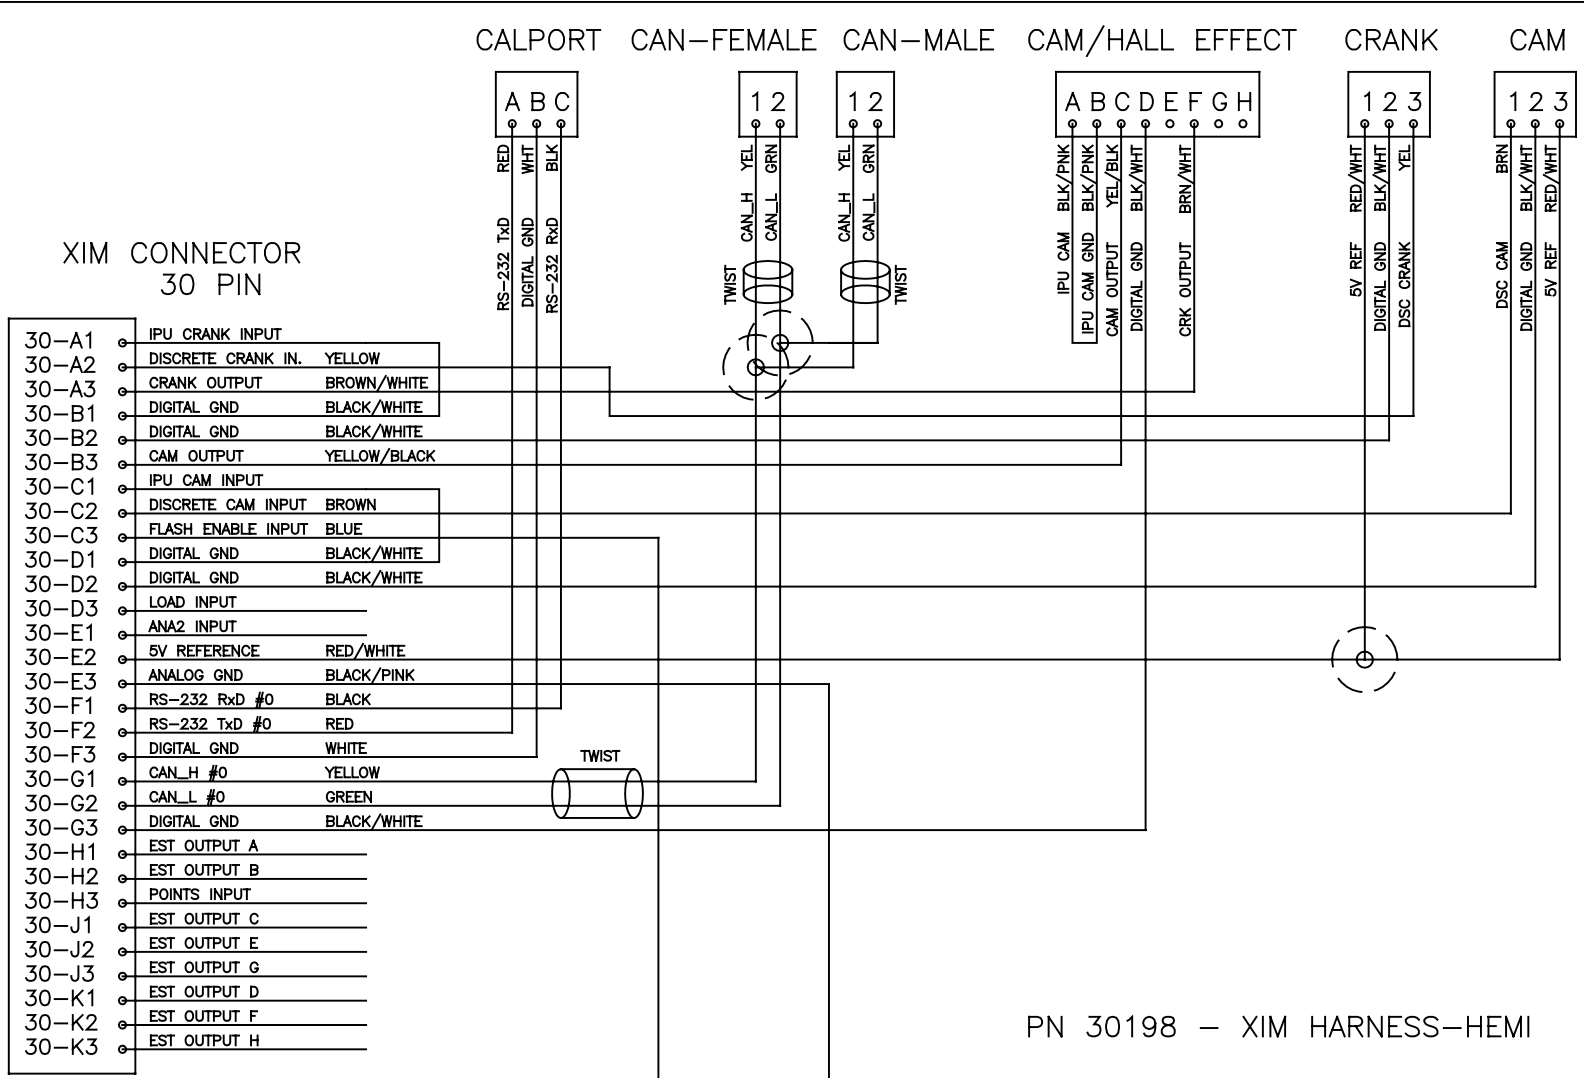 CALPORT CAN-FEMALE CAN-MALE CAM/HALL EFFECT CRANK CAM
A B C 1 2 1 2 A B C D E F G H 1 2 3 1 2 3
RED WHT BLK YEL GRN YEL GRN BLK/PNK BLK/PNK YEL/BLK BLK/WHT BRN/WHT RED/WHT BLK/WHT YEL BRN BLK/WHT RED/WHT
RS-232 TxD DIGITAL GND RS-232 RxD CAN_H CAN_L CAN_H CAN_L IPU CAM IPU CAM GND CAM OUTPUT DIGITAL GND CRK OUTPUT 5V REF DIGITAL GND DSC CRANK DSC CAM DIGITAL GND 5V REF
TWIST TWIST
XIM CONNECTOR
30 PIN
30-A1 IPU CRANK INPUT
30-A2 DISCRETE CRANK IN. YELLOW
30-A3 CRANK OUTPUT BROWN/WHITE
30-B1 DIGITAL GND BLACK/WHITE
30-B2 DIGITAL GND BLACK/WHITE
30-B3 CAM OUTPUT YELLOW/BLACK
30-C1 IPU CAM INPUT
30-C2 DISCRETE CAM INPUT BROWN
30-C3 FLASH ENABLE INPUT BLUE
30-D1 DIGITAL GND BLACK/WHITE
30-D2 DIGITAL GND BLACK/WHITE
30-D3 LOAD INPUT
30-E1 ANA2 INPUT
30-E2 5V REFERENCE RED/WHITE
30-E3 ANALOG GND BLACK/PINK
30-F1 RS-232 RxD #0 BLACK
30-F2 RS-232 TxD #0 RED
30-F3 DIGITAL GND WHITE
TWIST
30-G1 CAN_H #0 YELLOW
30-G2 CAN_L #0 GREEN
30-G3 DIGITAL GND BLACK/WHITE
30-H1 EST OUTPUT A
30-H2 EST OUTPUT B
30-H3 POINTS INPUT
30-J1 EST OUTPUT C
30-J2 EST OUTPUT E
30-J3 EST OUTPUT G
30-K1 EST OUTPUT D
30-K2 EST OUTPUT F
30-K3 EST OUTPUT H
PN 30198 - XIM HARNESS-HEMI